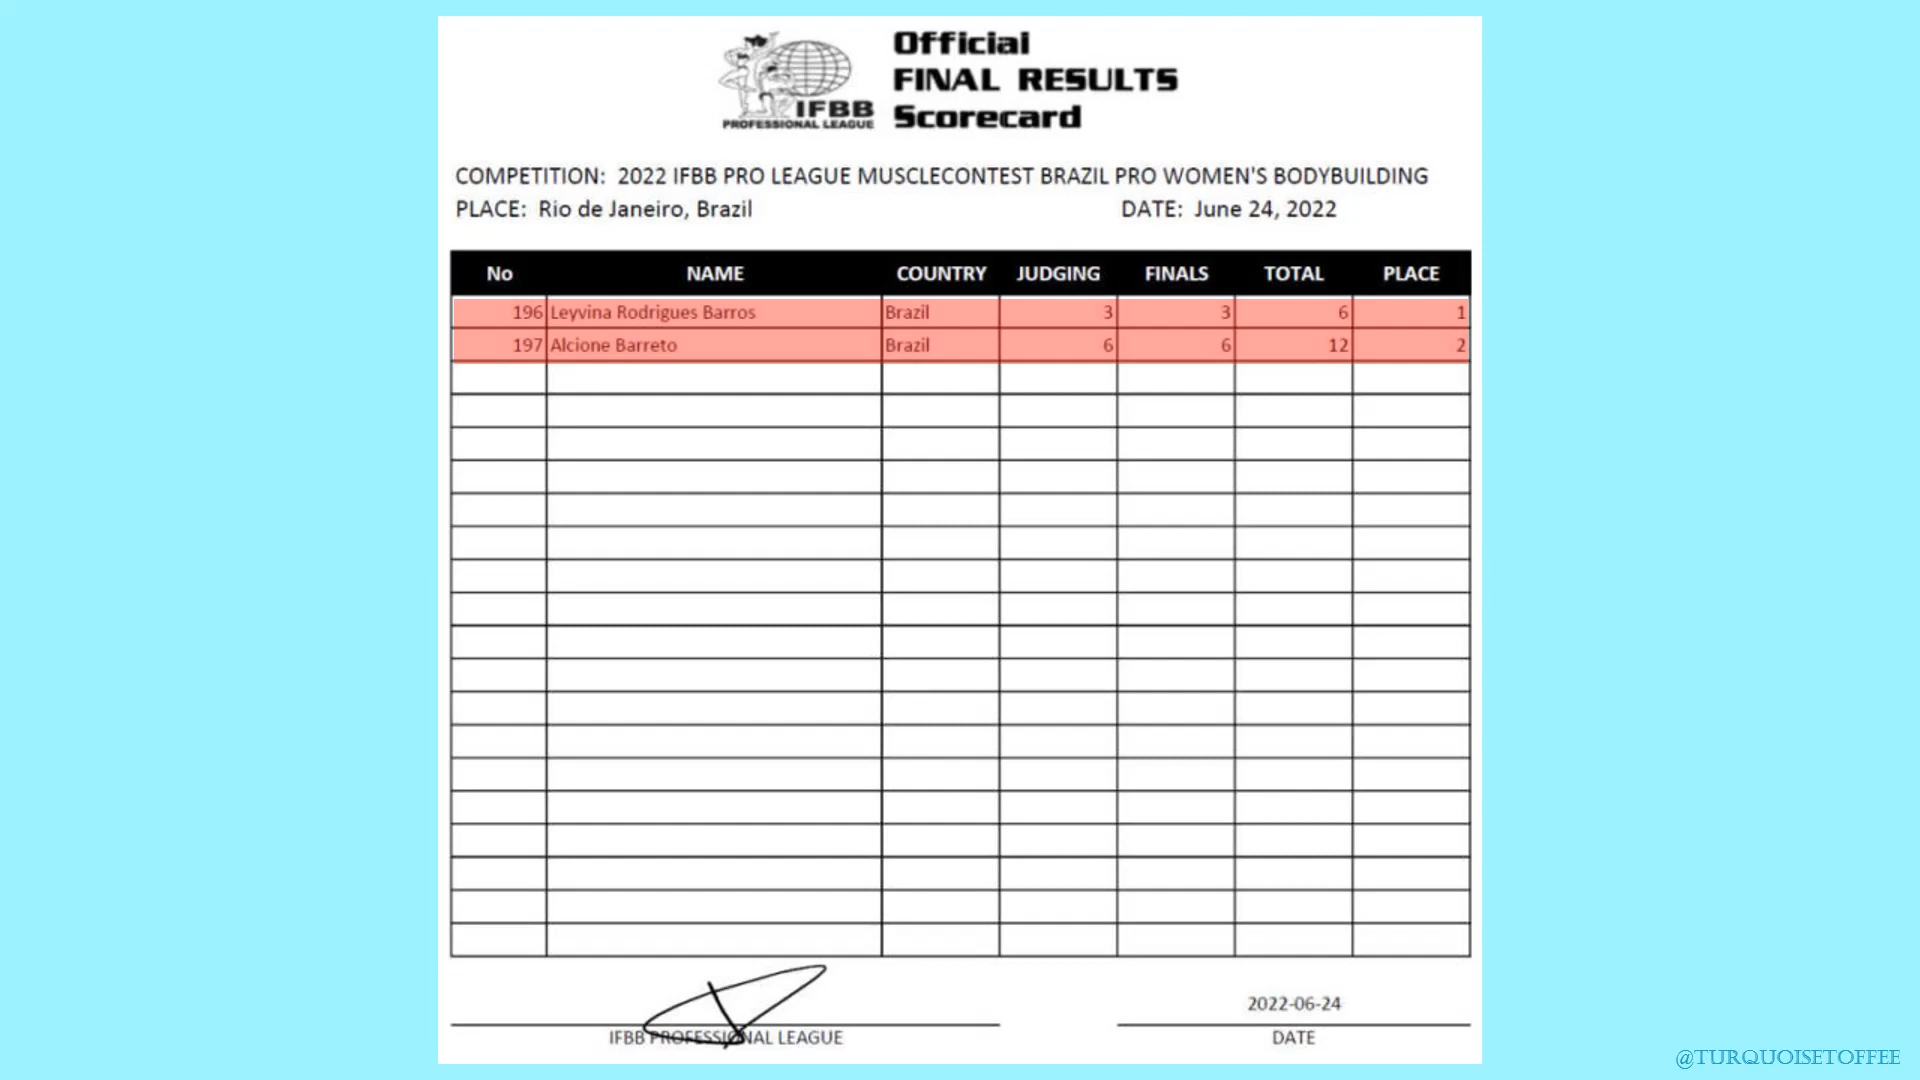 Official
FINAL RESULTS
Scorecard
IFBB
PROFESSIONAL LEAGUE
COMPETITION: 2022 IFBB PRO LEAGUE MUSCLECONTEST BRAZIL PRO WOMEN'S BODYBUILDING
PLACE: Rio de Janeiro, Brazil DATE: June 24, 2022
No NAME COUNTRY JUDGING FINALS TOTAL PLACE
196 Leyvina Rodrigues Barros Brazil 3 3 6 1
197 Alcione Barreto Brazil 6 6 12 2
2022-06-24
IFBB PROFESSIONAL LEAGUE DATE
@TURQUOISETOFFEE